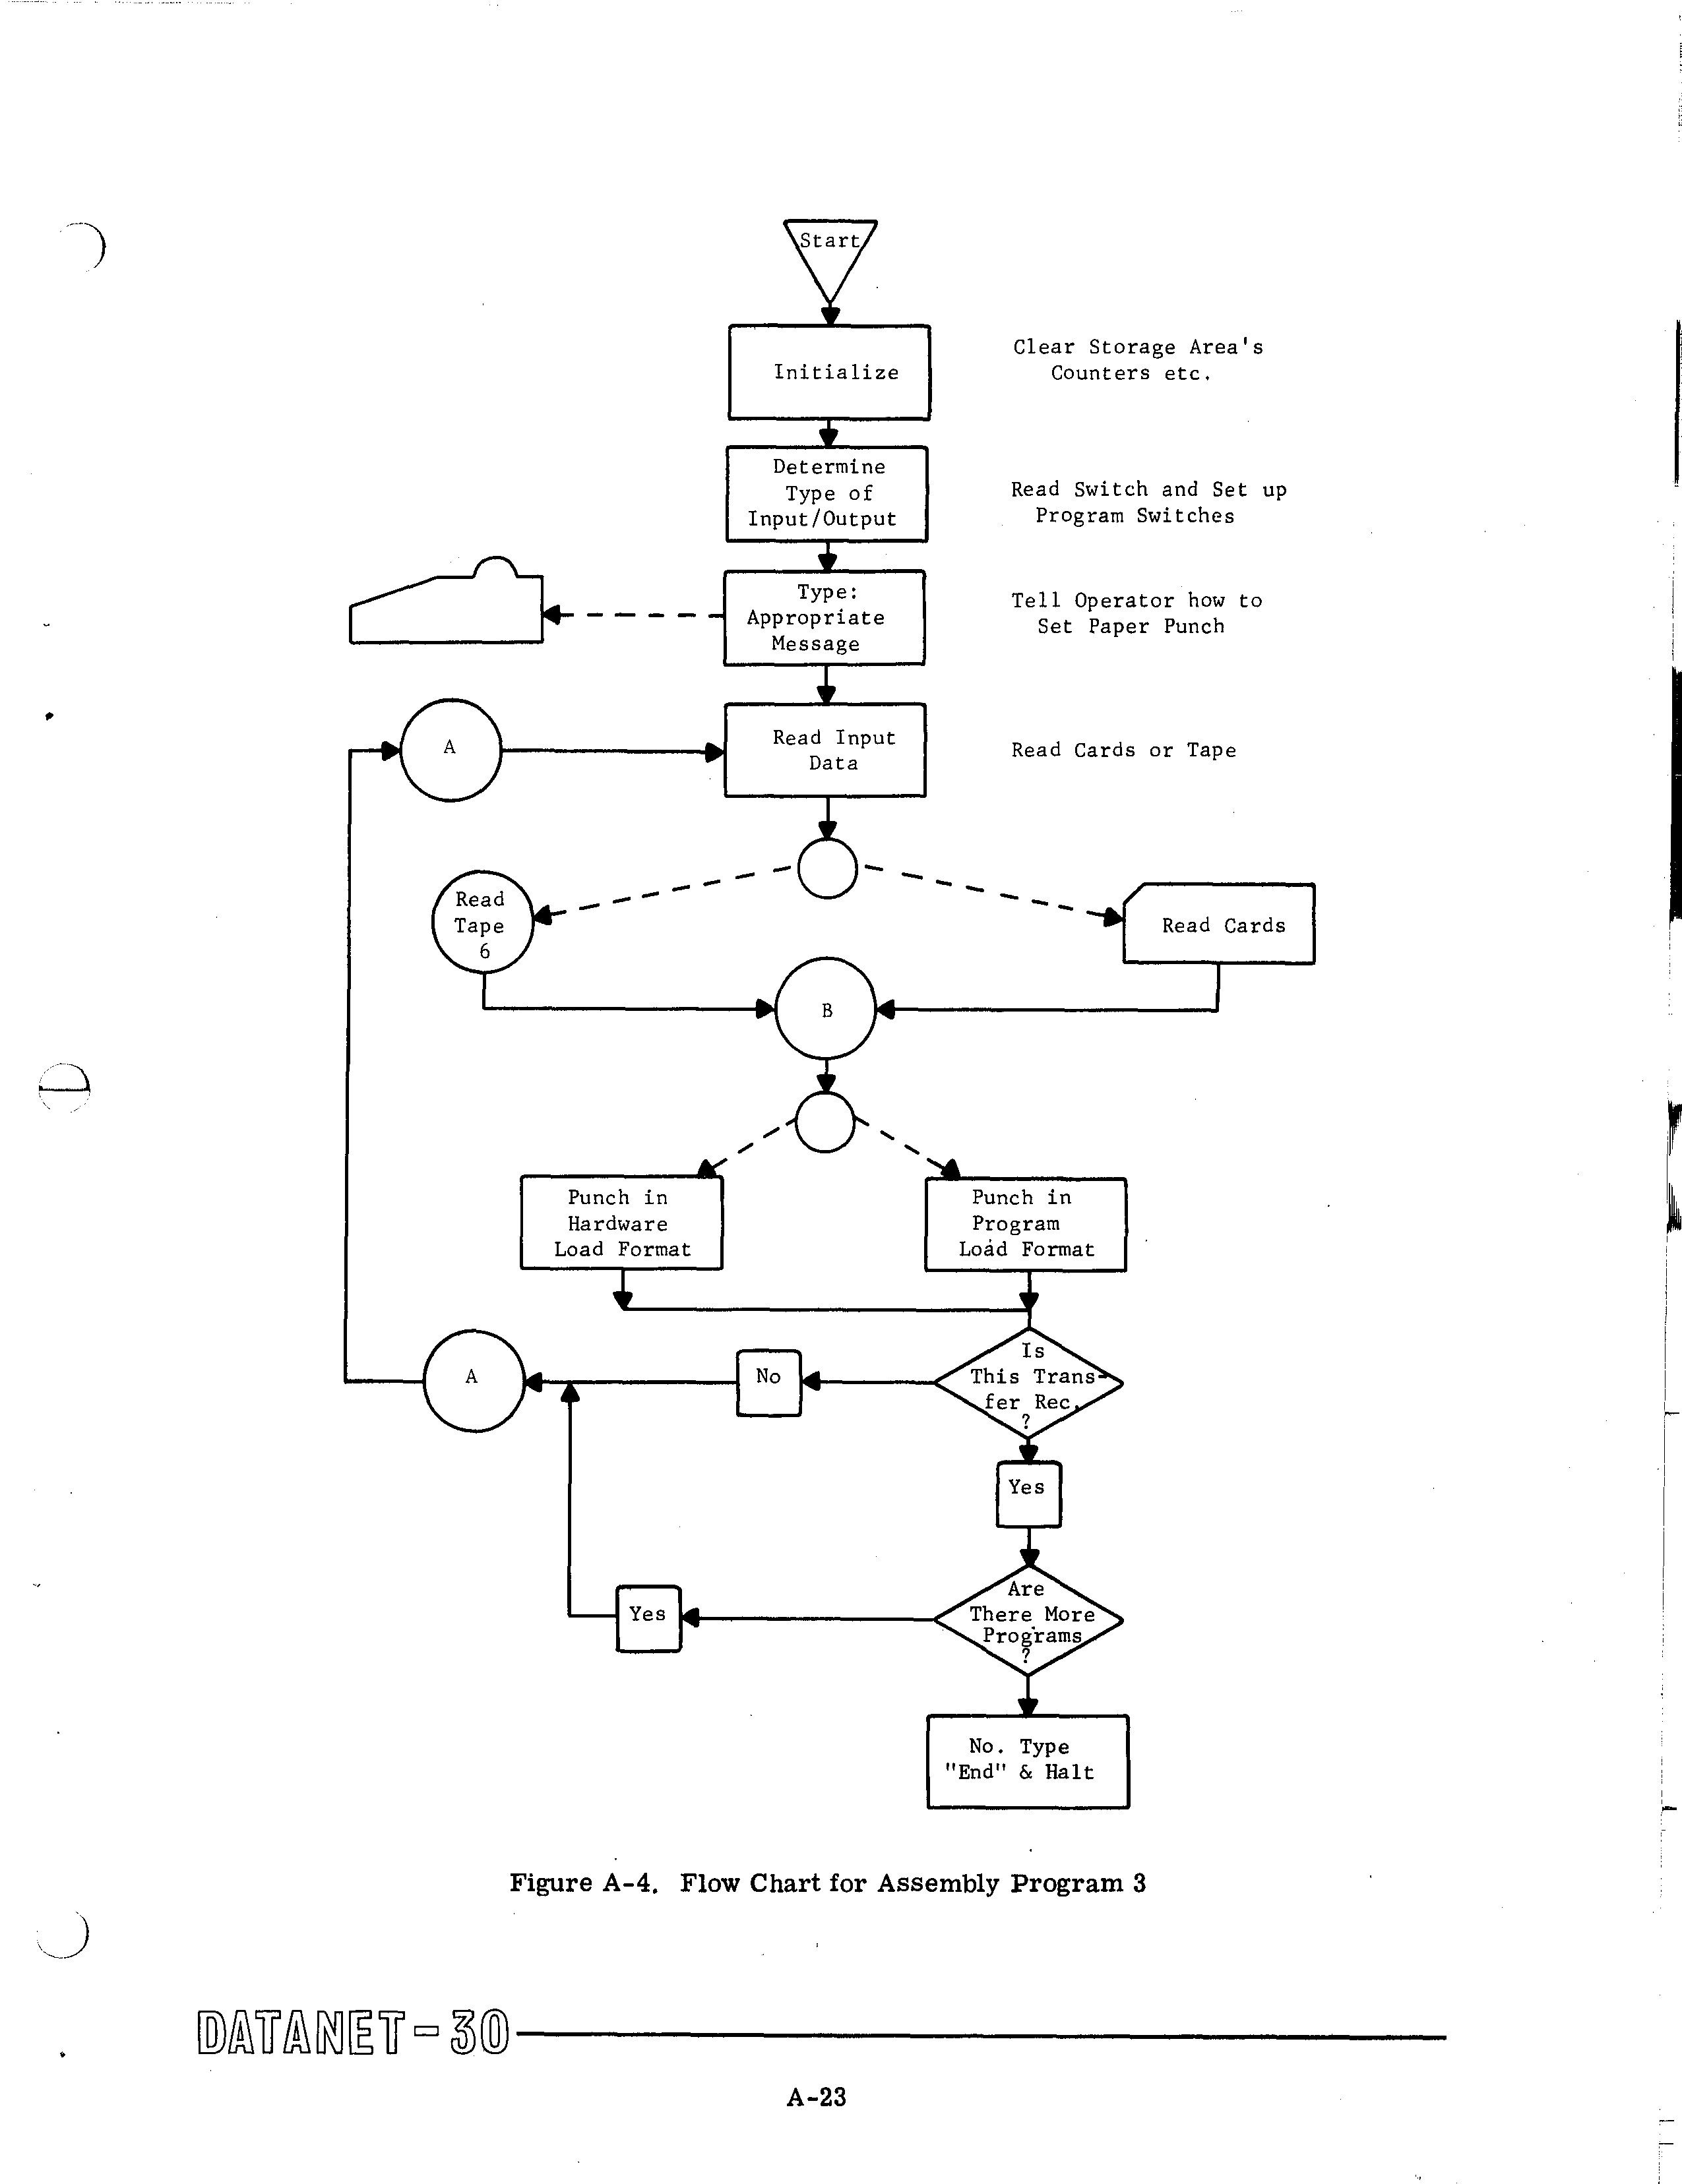 Start
Initialize
Clear Storage Area's
Counters etc.
Determine
Type of
Input/Output
Read Switch and Set up
Program Switches
Type:
Appropriate
Message
Tell Operator how to
Set Paper Punch
A
Read Input
Data
Read Cards or Tape
Read
Tape
6
Read Cards
B
Punch in
Hardware
Load Format
Punch in
Program
Load Format
A
No
Is
This Trans-
fer Rec.
?
Yes
Yes
Are
There More
Programs
?
No. Type
"End" & Halt
Figure A-4. Flow Chart for Assembly Program 3
DATANET-30
A-23